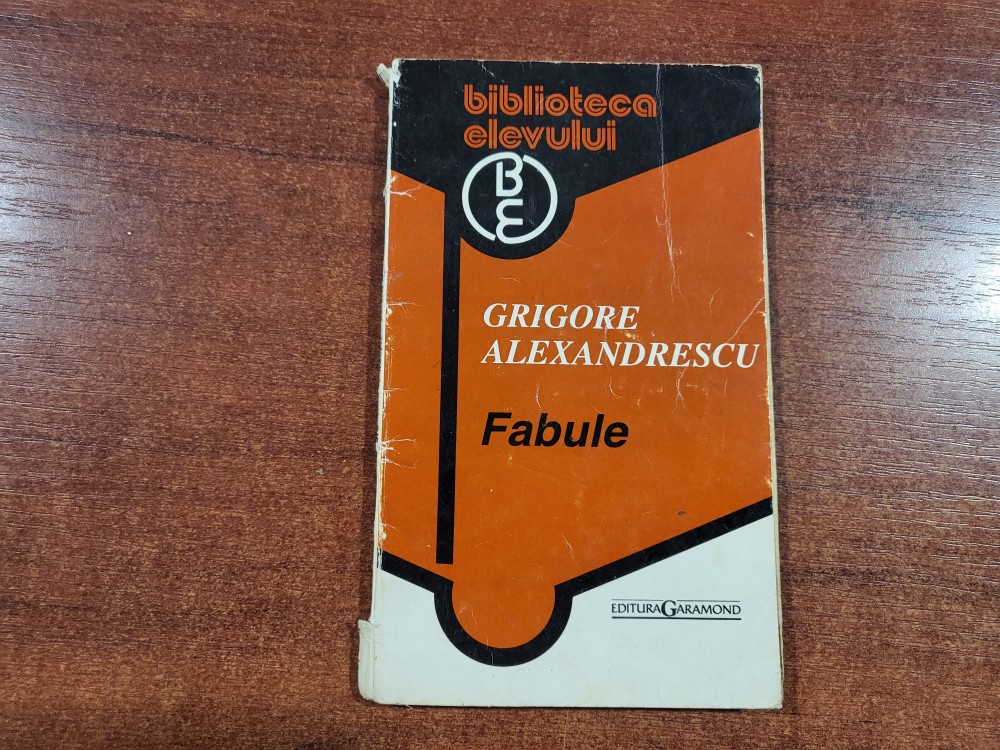 biblioteca
elevului
BE
GRIGORE
ALEXANDRESCU
Fabule
EDITURA GARAMOND